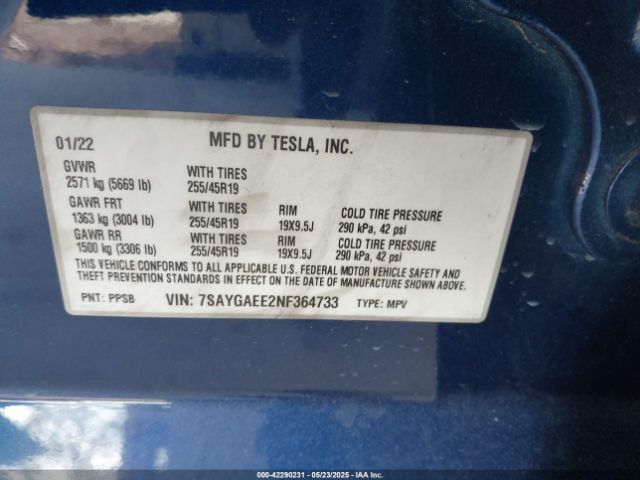 01/22 MFD BY TESLA, INC.
GVWR WITH TIRES
2571 kg (5669 lb) 255/45R19
GAWR FRT WITH TIRES RIM COLD TIRE PRESSURE
1363 kg (3004 lb) 255/45R19 19X9.5J 290 kPa, 42 psi
GAWR RR WITH TIRES RIM COLD TIRE PRESSURE
1500 kg (3306 lb) 255/45R19 19X9.5J 290 kPa, 42 psi
THIS VEHICLE CONFORMS TO ALL APPLICABLE U.S. FEDERAL MOTOR VEHICLE SAFETY AND
THEFT PREVENTION STANDARDS IN EFFECT ON THE DATE OF MANUFACTURE SHOWN ABOVE.
PNT: PPSB VIN: 7SAYGAEE2NF364733 TYPE: MPV
000-42290231 - 05/23/2025 - IAA Inc.